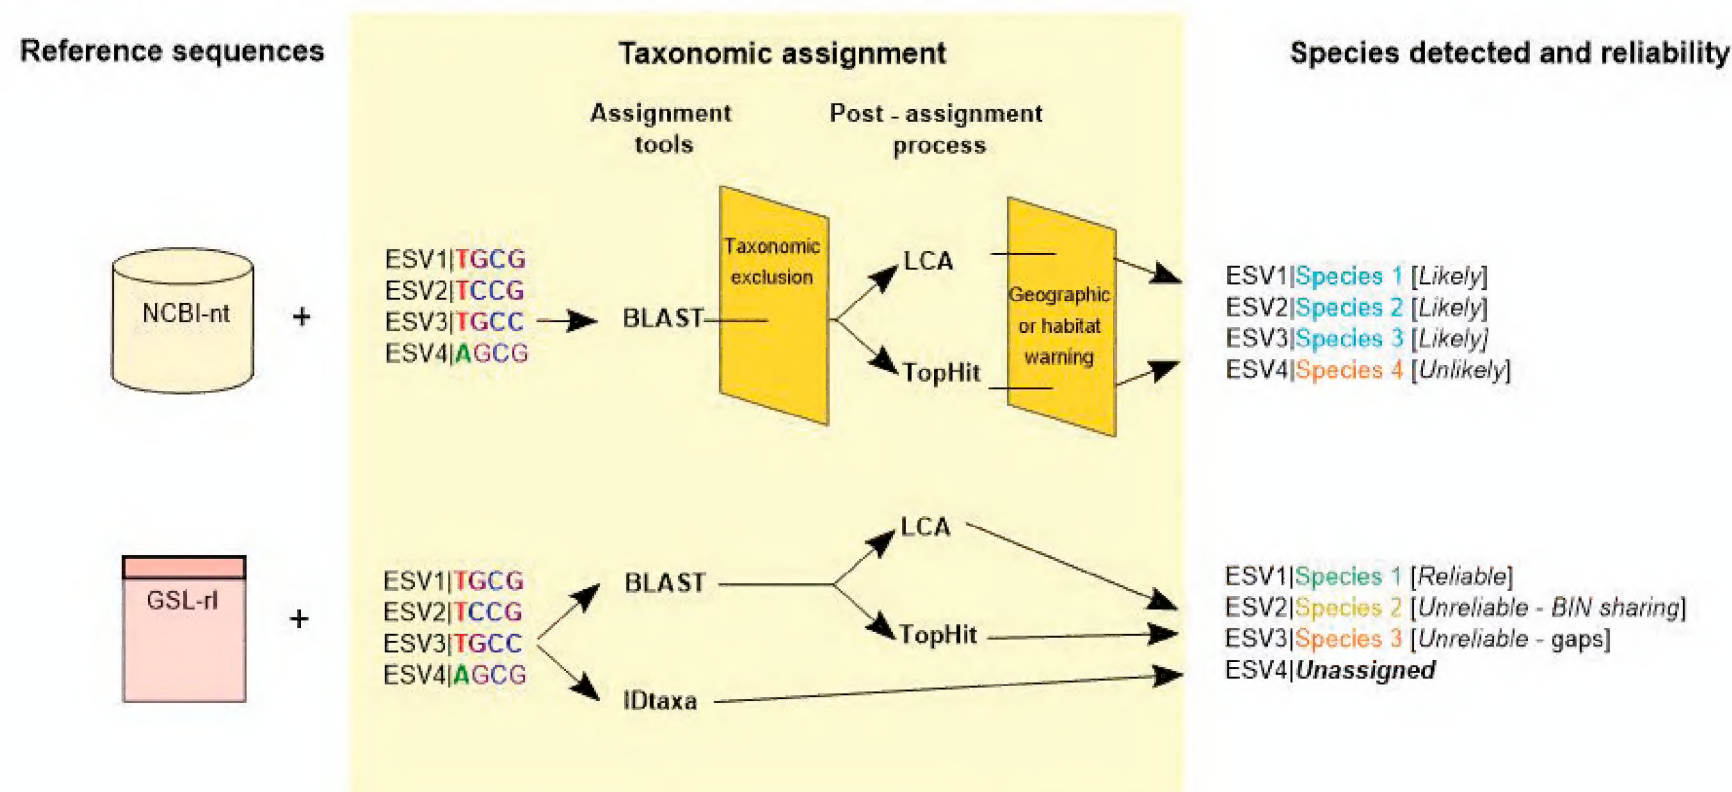 Reference sequences
Taxonomic assignment
Species detected and reliability
Assignment
tools
Post - assignment
process
NCBI-nt
+
ESV1|TGCG
ESV2|TCCG
ESV3|TGCC
ESV4|AGCG
BLAST
Taxonomic
exclusion
LCA
TopHit
Geographic
or habitat
warning
ESV1|Species 1 [Likely]
ESV2|Species 2 [Likely]
ESV3|Species 3 [Likely]
ESV4|Species 4 [Unlikely]
GSL-rl
+
ESV1|TGCG
ESV2|TCCG
ESV3|TGCC
ESV4|AGCG
BLAST
IDtaxa
LCA
TopHit
ESV1|Species 1 [Reliable]
ESV2|Species 2 [Unreliable - BIN sharing]
ESV3|Species 3 [Unreliable - gaps]
ESV4|Unassigned